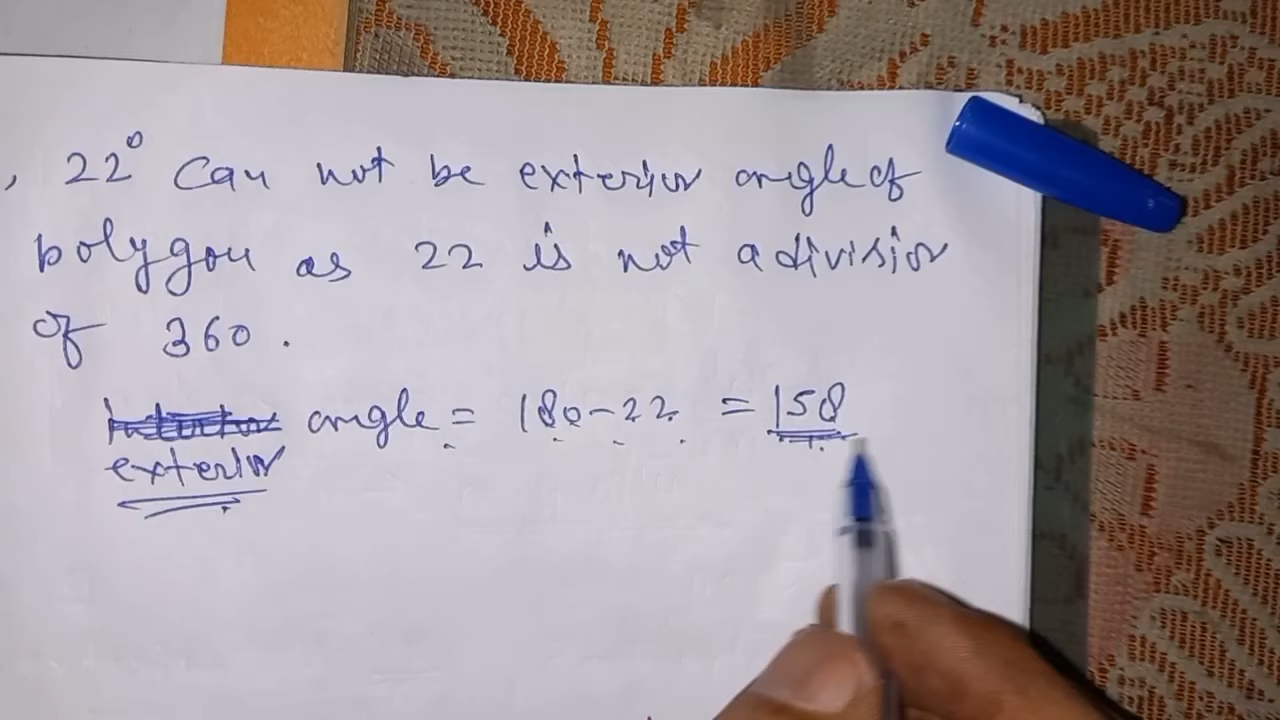 , 22° Can not be exterior angle of
polygon as 22 is not a divisior
of 360.
angle = 180-22 = 158
exterior